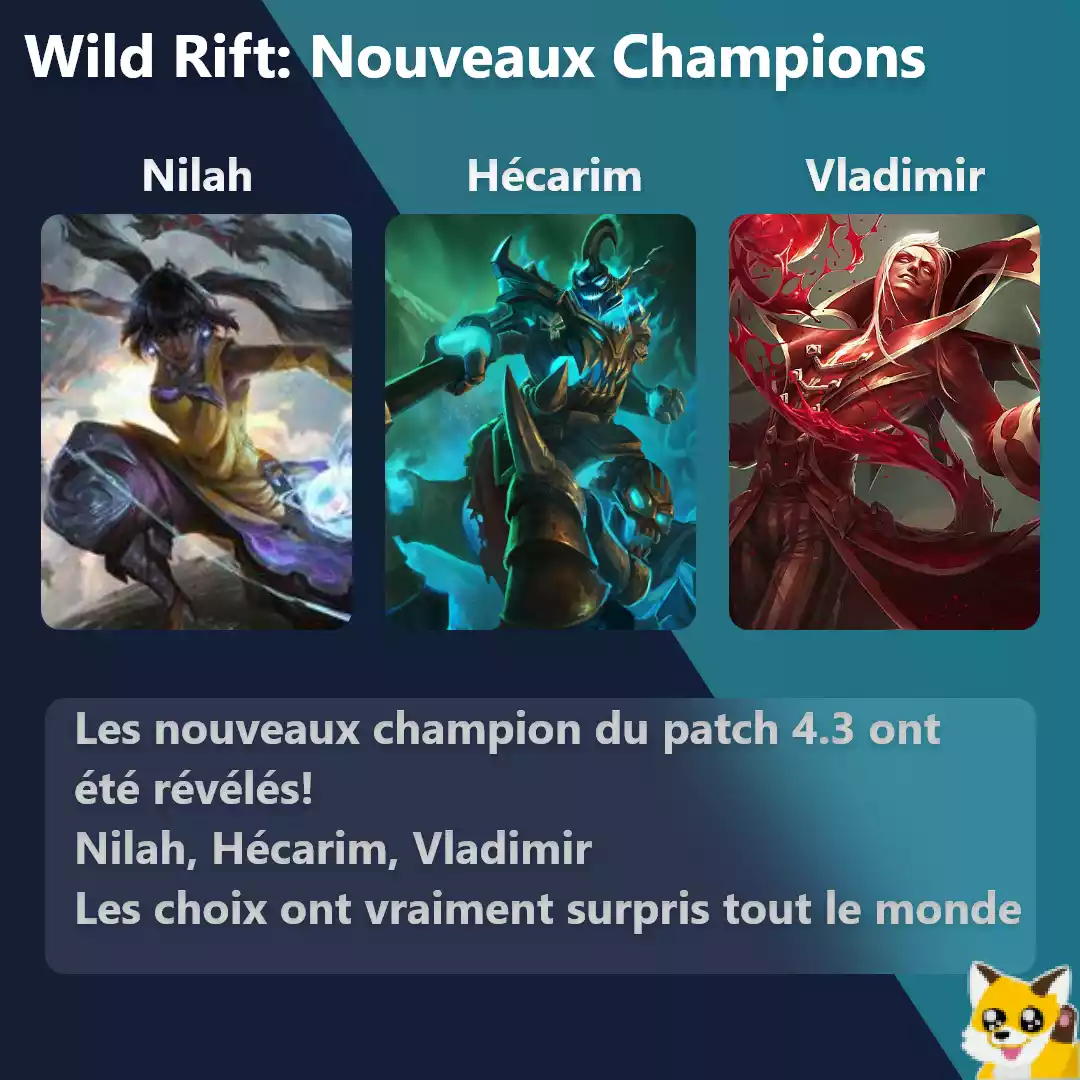 Wild Rift: Nouveaux Champions
Nilah
Hécarim
Vladimir
Les nouveaux champion du patch 4.3 ont
été révélés!
Nilah, Hécarim, Vladimir
Les choix ont vraiment surpris tout le monde